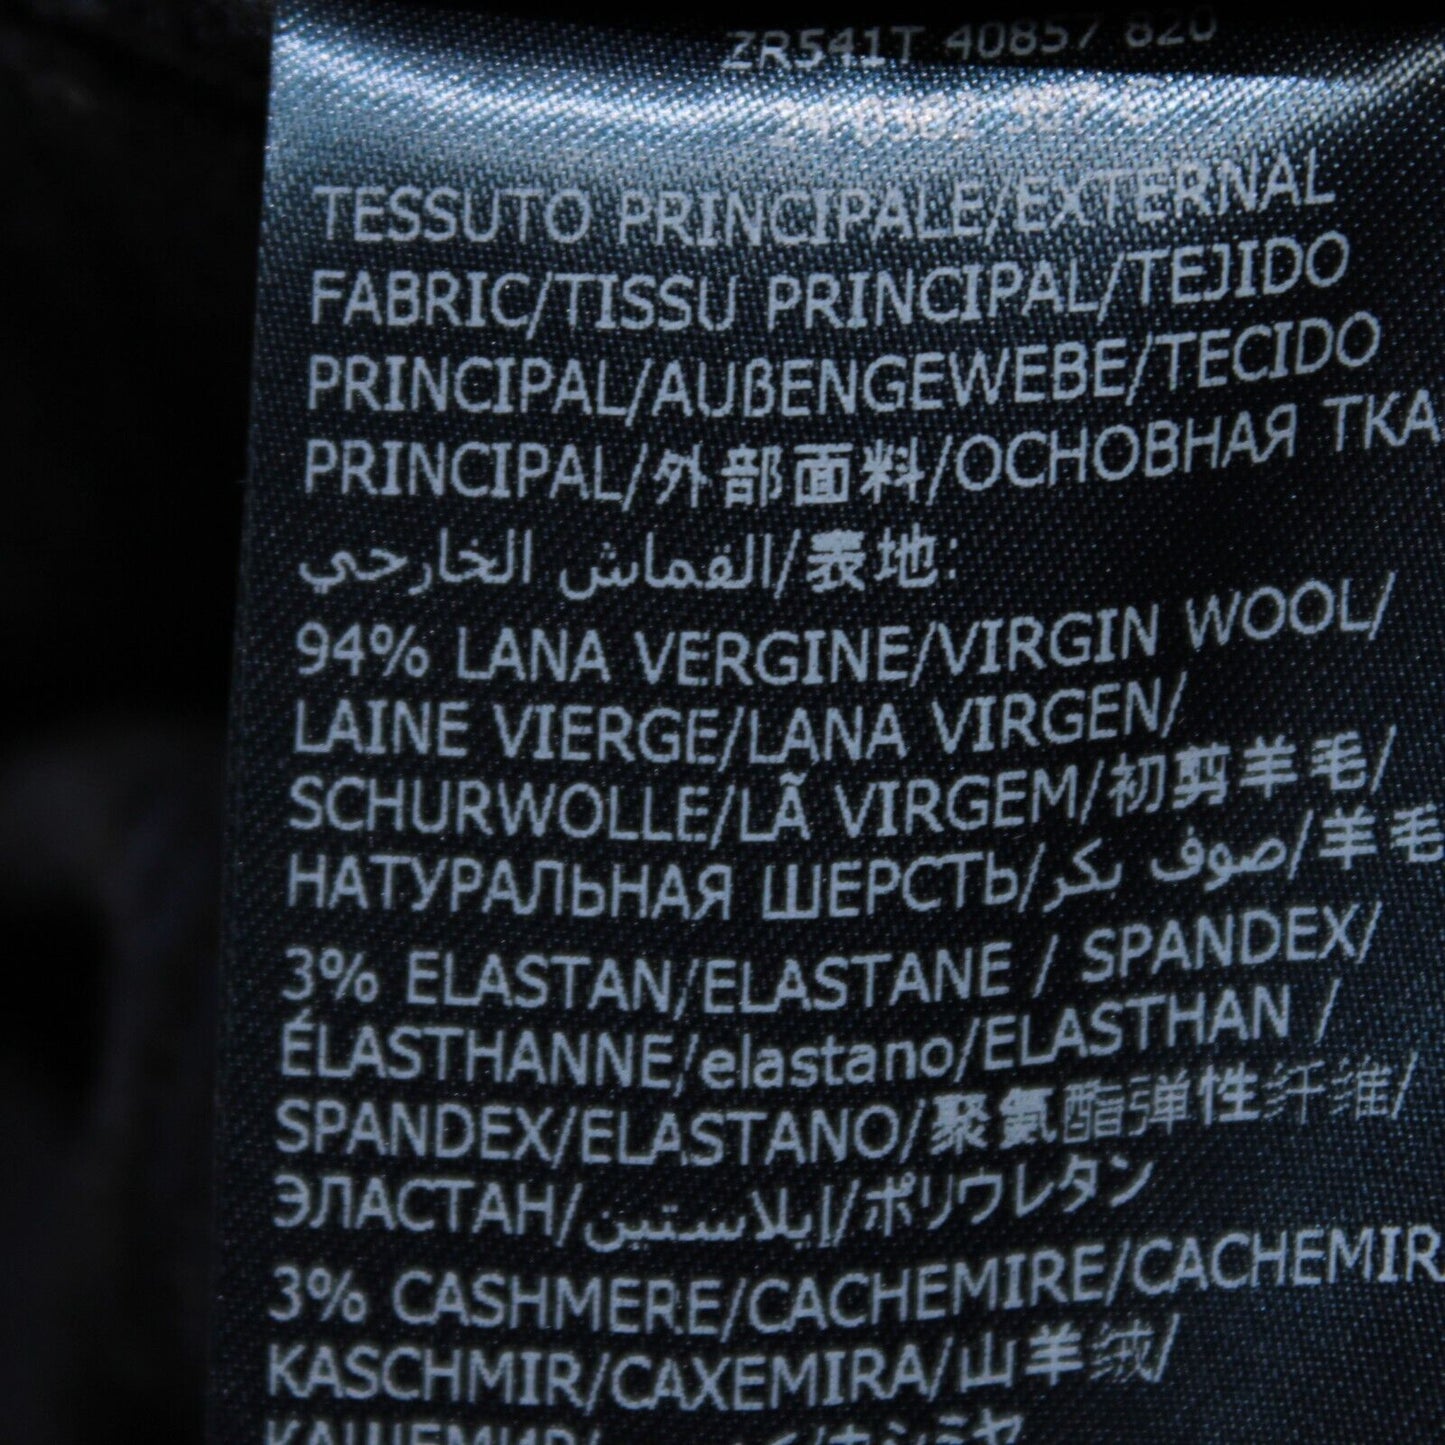 ZR541T 40857 820
TESSUTO PRINCIPALE/EXTERNAL
FABRIC/TISSU PRINCIPAL/TEJIDO
PRINCIPAL/AUßENGEWEBE/TECIDO
PRINCIPAL/外部面料/ОСНОВНАЯ ТКА
القماش الخارجي/表地:
94% LANA VERGINE/VIRGIN WOOL/
LAINE VIERGE/LANA VIRGEN/
SCHURWOLLE/LÃ VIRGEM/初剪羊毛/
НАТУРАЛЬНАЯ ШЕРСТЬ/صوف بكر/羊毛
3% ELASTAN/ELASTANE / SPANDEX/
ÉLASTHANNE/elastano/ELASTHAN /
SPANDEX/ELASTANO/聚氨酯弹性纤维/
ЭЛАСТАН/إيلاستين/ポリウレタン
3% CASHMERE/CACHEMIRE/CACHEMIR
KASCHMIR/CAXEMIRA/山羊绒/
КАШЕМИР/